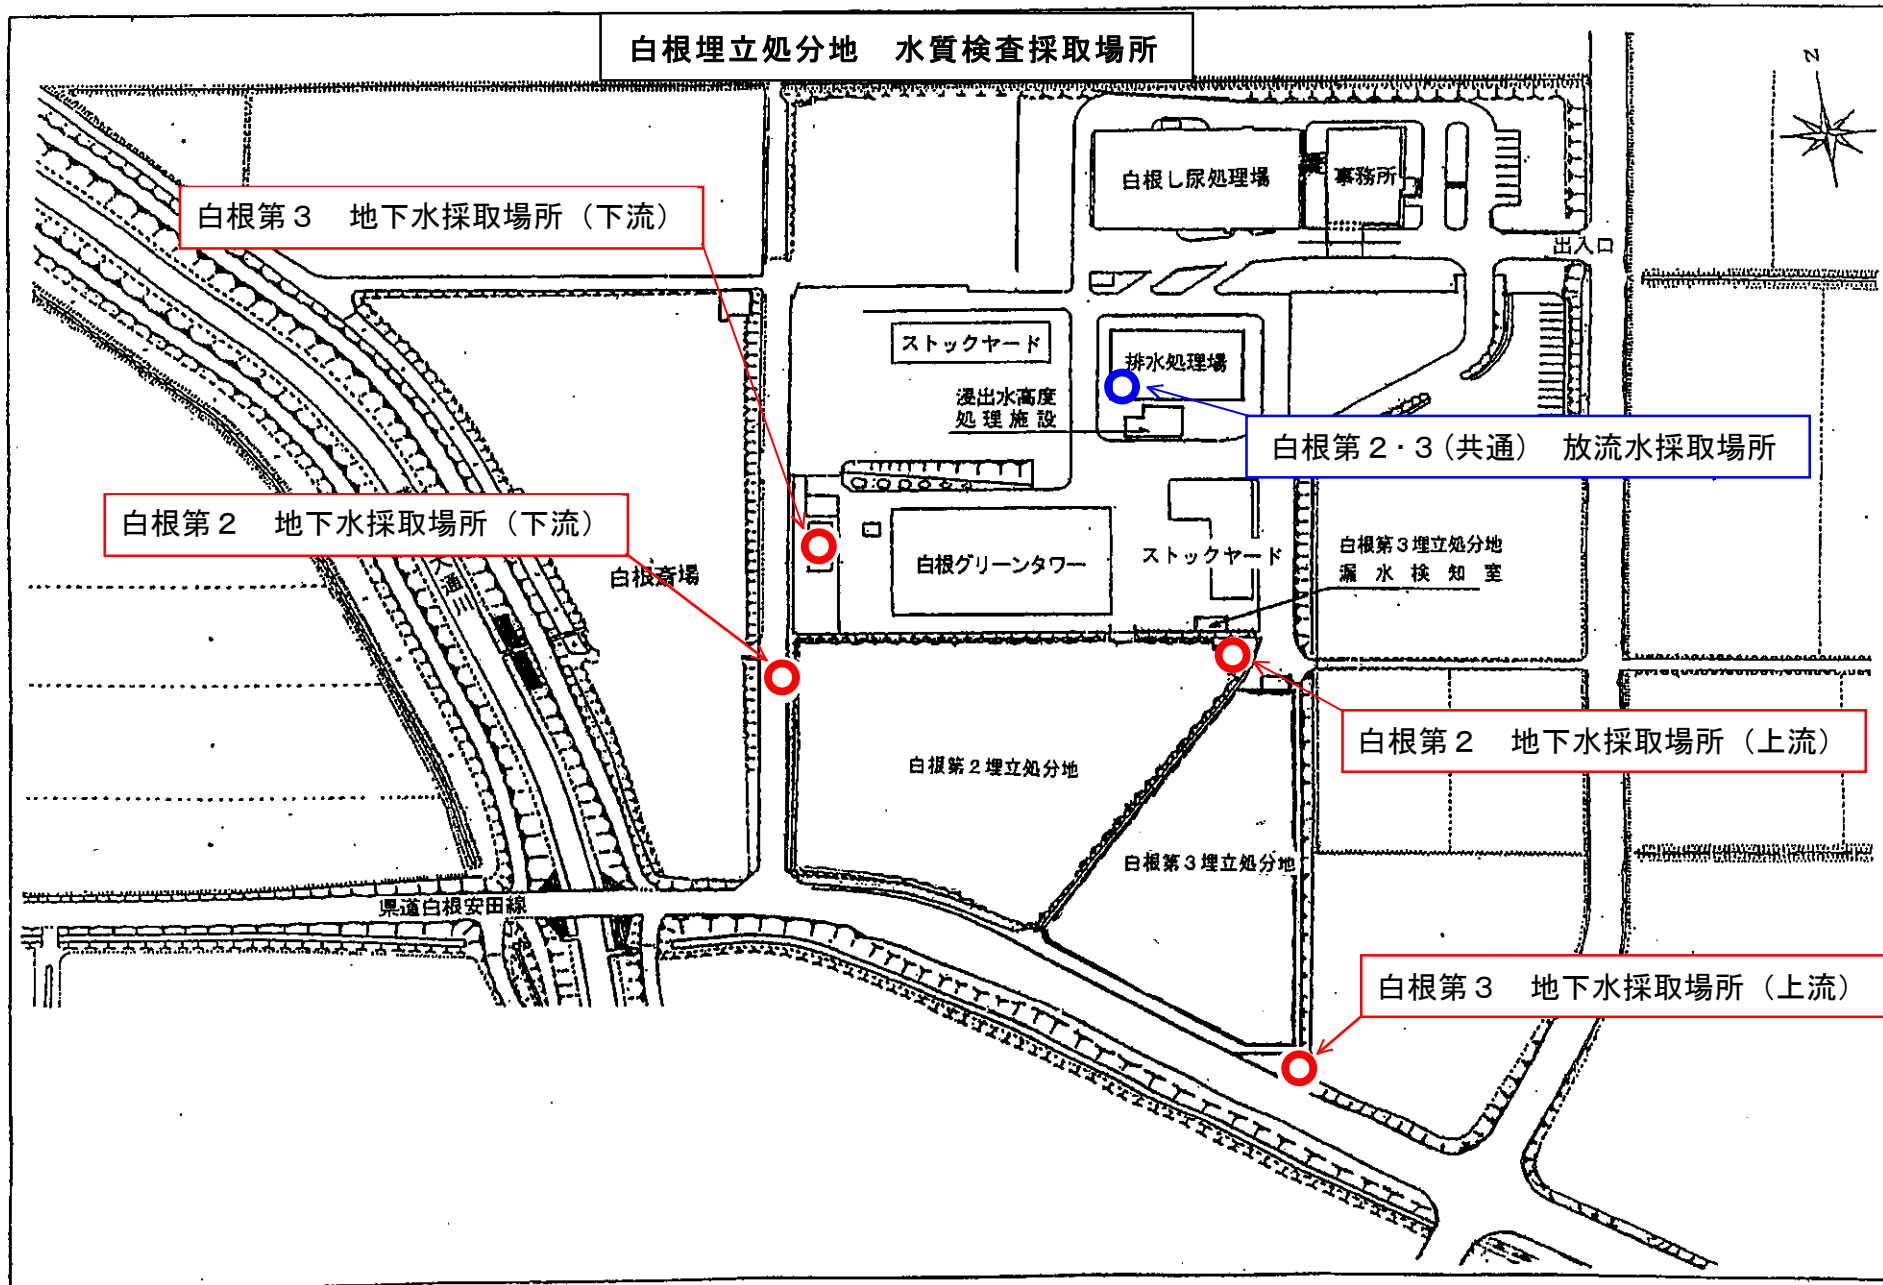 白根埋立処分地　水質検査採取場所
N
白根し尿処理場
事務所
白根第３　地下水採取場所（下流）
出入口
ストックヤード
排水処理場
浸出水高度
処理施設
白根第２・３（共通）　放流水採取場所
白根第２　地下水採取場所（下流）
白根斎場
大通川
白根グリーンタワー
ストックヤード
白根第３埋立処分地
漏水検知室
白根第２　地下水採取場所（上流）
白根第２埋立処分地
白根第３埋立処分地
県道白根安田線
白根第３　地下水採取場所（上流）